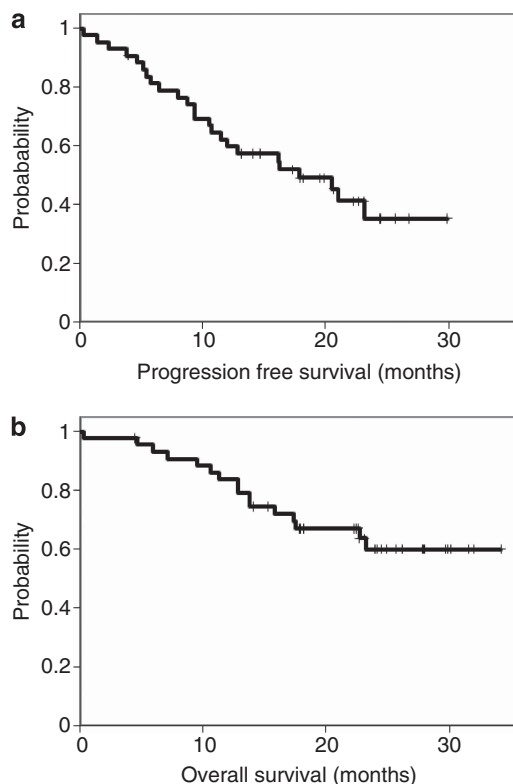 a
1
0.8
0.6
0.4
0.2
0
Probabability
0 10 20 30
Progression free survival (months)
b
1
0.8
0.6
0.4
0.2
0
Probability
0 10 20 30
Overall survival (months)